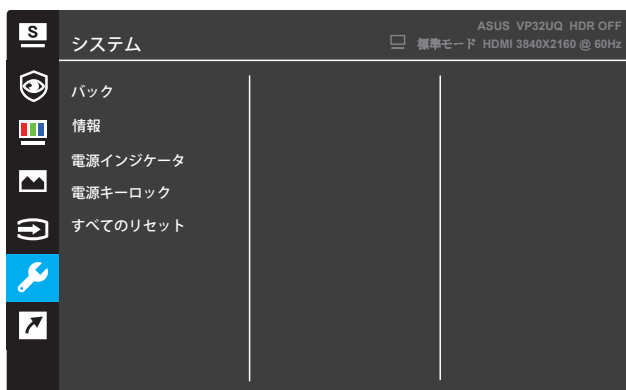 S
システム
ASUS VP32UQ HDR OFF
標準モード HDMI 3840X2160 @ 60Hz
バック
情報
電源インジケータ
電源キーロック
すべてのリセット